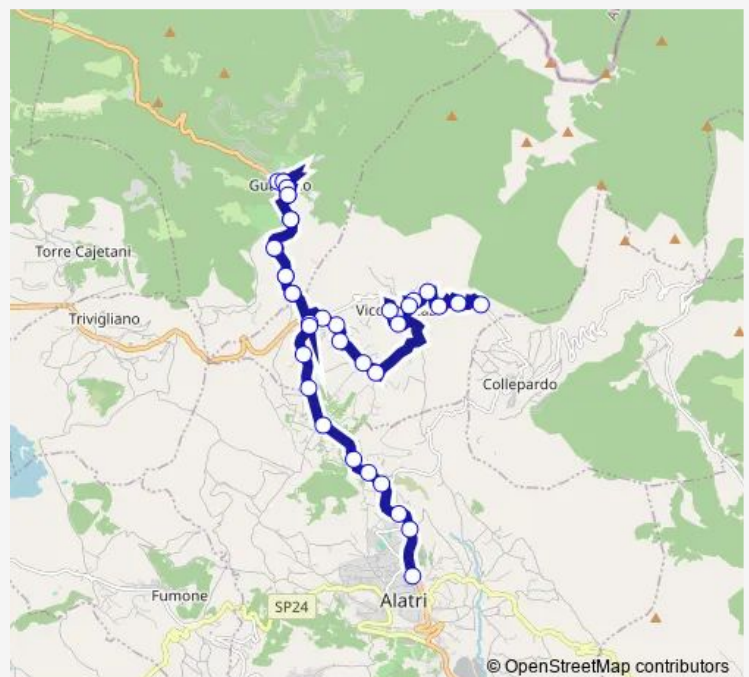 Torre Cajetani
Trivigliano
Collepardo
Fumone
SP24
Alatri
© OpenStreetMap contributors